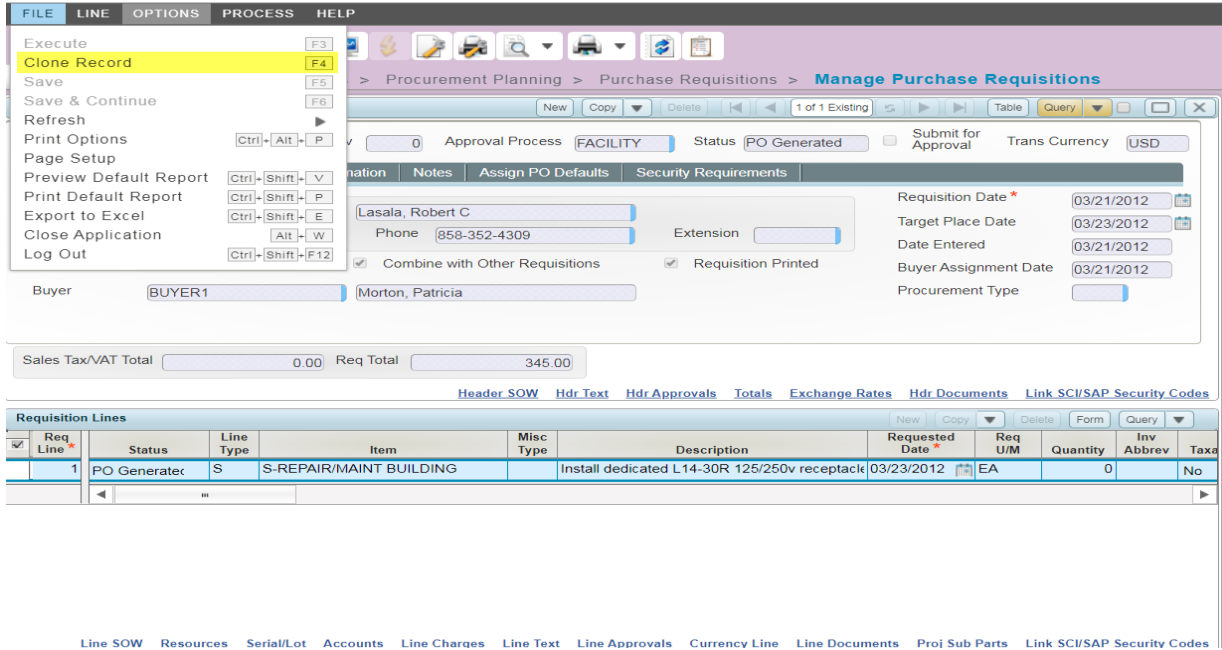 FILE LINE OPTIONS PROCESS HELP
Execute F3
Clone Record F4
Save F5
Save & Continue F6
Refresh
Print Options Ctrl + Alt + P
Page Setup
Preview Default Report Ctrl + Shift + V
Print Default Report Ctrl + Shift + P
Export to Excel Ctrl + Shift + E
Close Application Alt + W
Log Out Ctrl + Shift + F12
> Procurement Planning > Purchase Requisitions > Manage Purchase Requisitions
New Copy Delete 1 of 1 Existing Table Query
0 Approval Process FACILITY Status PO Generated Submit for Approval Trans Currency USD
Notes Assign PO Defaults Security Requirements
Requisition Date * 03/21/2012
Lasala, Robert C
Target Place Date 03/23/2012
Phone 858-352-4309 Extension
Date Entered 03/21/2012
Combine with Other Requisitions Requisition Printed
Buyer Assignment Date 03/21/2012
Buyer BUYER1 Morton, Patricia
Procurement Type
Sales Tax/VAT Total 0.00 Req Total 345.00
Header SOW Hdr Text Hdr Approvals Totals Exchange Rates Hdr Documents Link SCI/SAP Security Codes
Requisition Lines New Copy Delete Form Query
Req Line * Status Line Type Item Misc Type Description Requested Date * Req U/M Quantity Inv Abbrev Taxa
1 PO Generatec S S-REPAIR/MAINT BUILDING Install dedicated L14-30R 125/250v receptacle 03/23/2012 EA 0 No
Line SOW Resources Serial/Lot Accounts Line Charges Line Text Line Approvals Currency Line Line Documents Proj Sub Parts Link SCI/SAP Security Codes